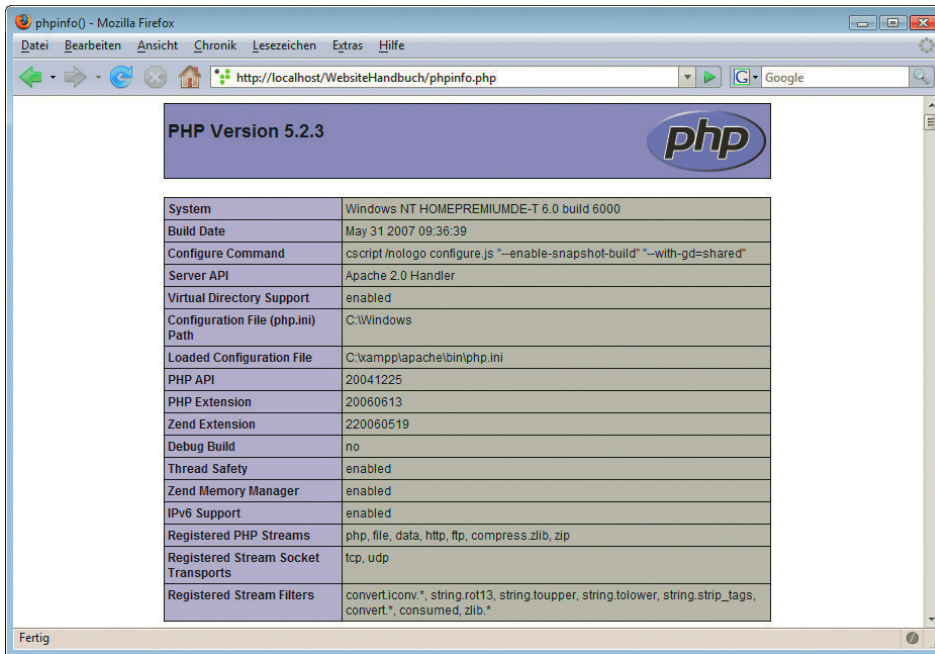 phpinfo() - Mozilla Firefox
Datei Bearbeiten Ansicht Chronik Lesezeichen Extras Hilfe
http://localhost/WebsiteHandbuch/phpinfo.php G Google
PHP Version 5.2.3 php
System Windows NT HOMEPREMIUMDE-T 6.0 build 6000
Build Date May 31 2007 09:36:39
Configure Command cscript /nologo configure.js "--enable-snapshot-build" "--with-gd=shared"
Server API Apache 2.0 Handler
Virtual Directory Support enabled
Configuration File (php.ini) C:\Windows
Path
Loaded Configuration File C:\xampp\apache\bin\php.ini
PHP API 20041225
PHP Extension 20060613
Zend Extension 220060519
Debug Build no
Thread Safety enabled
Zend Memory Manager enabled
IPv6 Support enabled
Registered PHP Streams php, file, data, http, ftp, compress.zlib, zip
Registered Stream Socket tcp, udp
Transports
Registered Stream Filters convert.iconv.*, string.rot13, string.toupper, string.tolower, string.strip_tags,
convert.*, consumed, zlib.*
Fertig